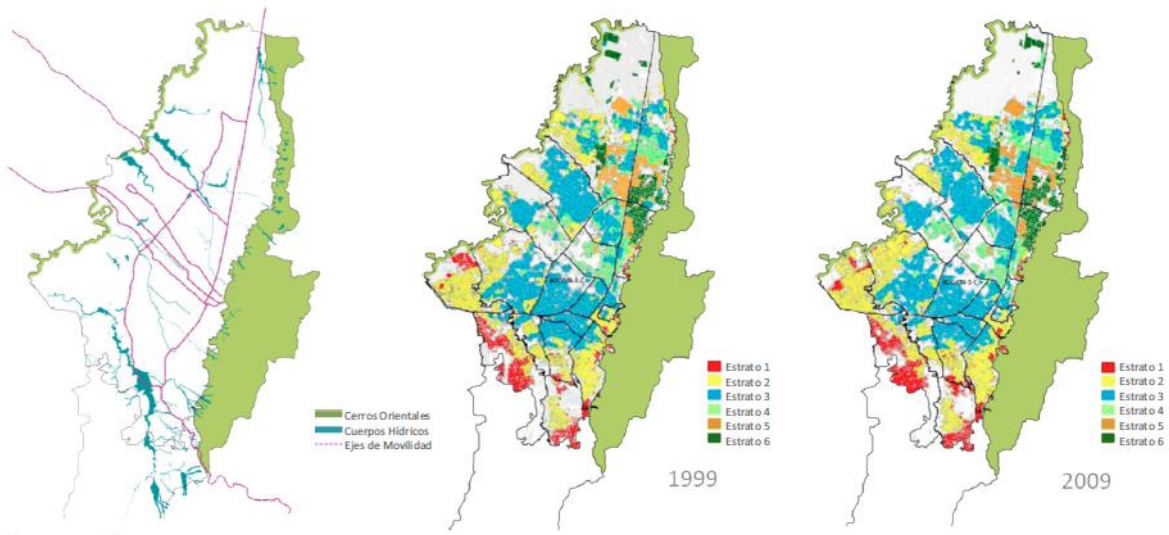 Cerros Orientales
Cuerpos Hídricos
Ejes de Movilidad
Estrato 1
Estrato 2
Estrato 3
Estrato 4
Estrato 5
Estrato 6
1999
Estrato 1
Estrato 2
Estrato 3
Estrato 4
Estrato 5
Estrato 6
2009